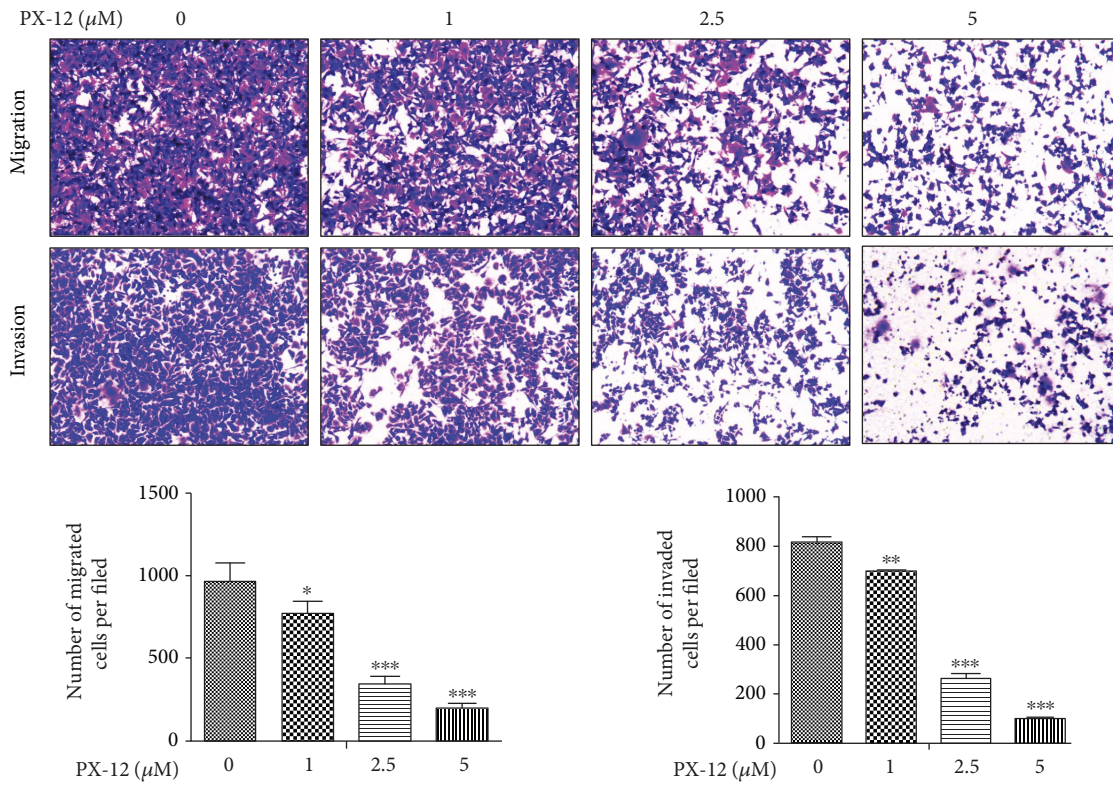 PX-12 (μM) 0 1 2.5 5
Migration
Invasion
Number of migrated
cells per filed
1500
1000
500
0
*
***
***
PX-12 (μM) 0 1 2.5 5
Number of invaded
cells per filed
1000
800
600
400
200
0
**
***
***
PX-12 (μM) 0 1 2.5 5